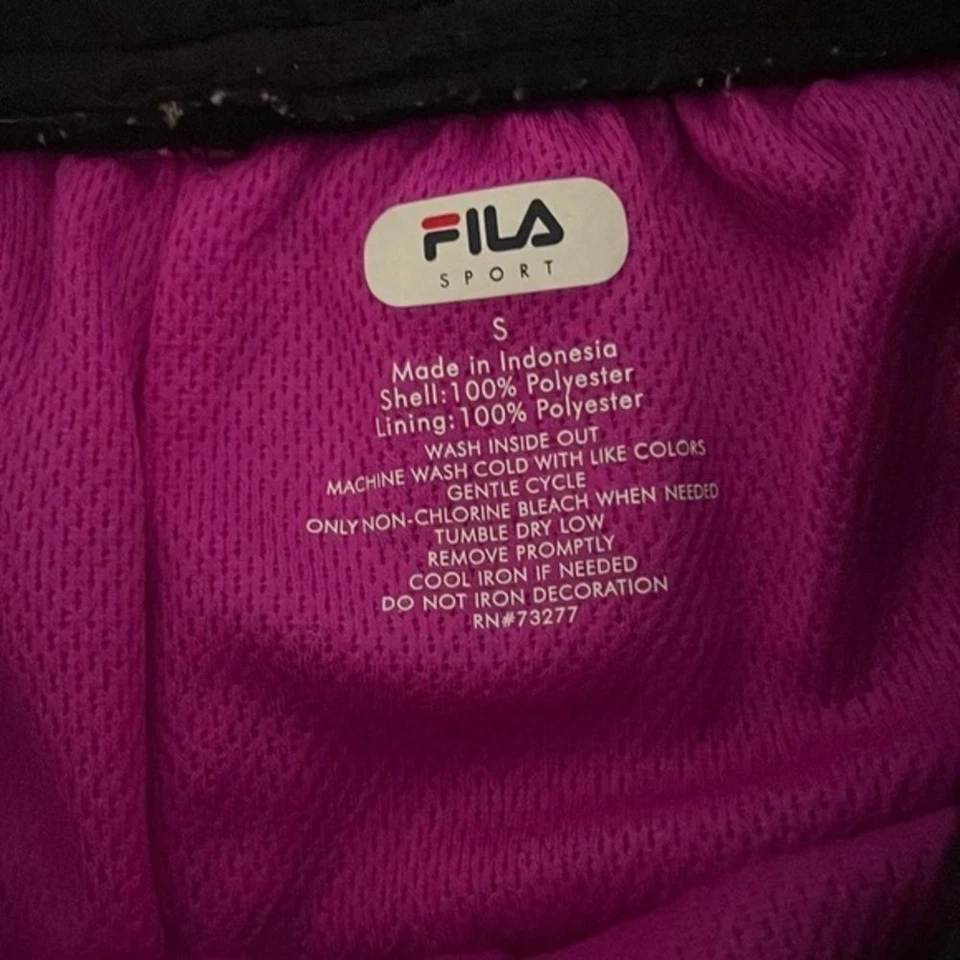 FILA
SPORT
S
Made in Indonesia
Shell:100% Polyester
Lining:100% Polyester
WASH INSIDE OUT
MACHINE WASH COLD WITH LIKE COLORS
GENTLE CYCLE
ONLY NON-CHLORINE BLEACH WHEN NEEDED
TUMBLE DRY LOW
REMOVE PROMPTLY
COOL IRON IF NEEDED
DO NOT IRON DECORATION
RN#73277